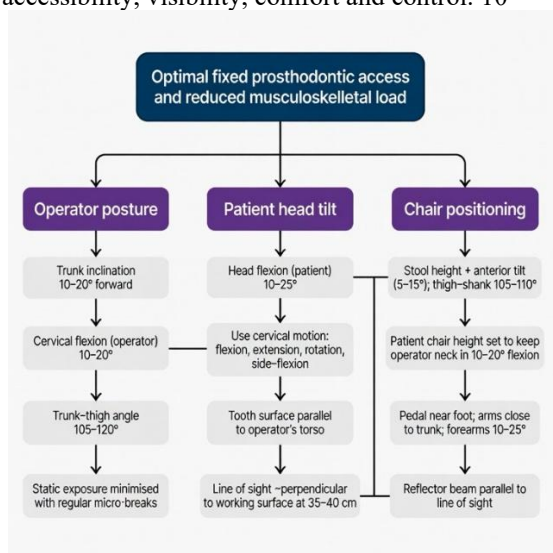 accessibility, visibility, comfort and control. 10
Optimal fixed prosthodontic access
and reduced musculoskelletal load
Operator posture
Patient head tilt
Chair positioning
Trunk inclination
10–20° forward
Head flexion (patient)
10–25°
Stool height + anterior tilt
(5–15°); thigh–shank 105–110°
Cervical flexion (operator)
10–20°
Use cervical motion:
flexion, extension, rotation,
side–flexion
Patient chair height set to keep
operator neck in 10–20° flexion
Trunk–thigh angle
105–120°
Tooth surface parallel
to operator's torso
Pedal near foot; arms close
to trunk; forearms 10–25°
Static exposure minimised
with regular micro-breaks
Line of sight ~perpendicular
to working surface at 35–40 cm
Reflector beam parallel to
line of sight